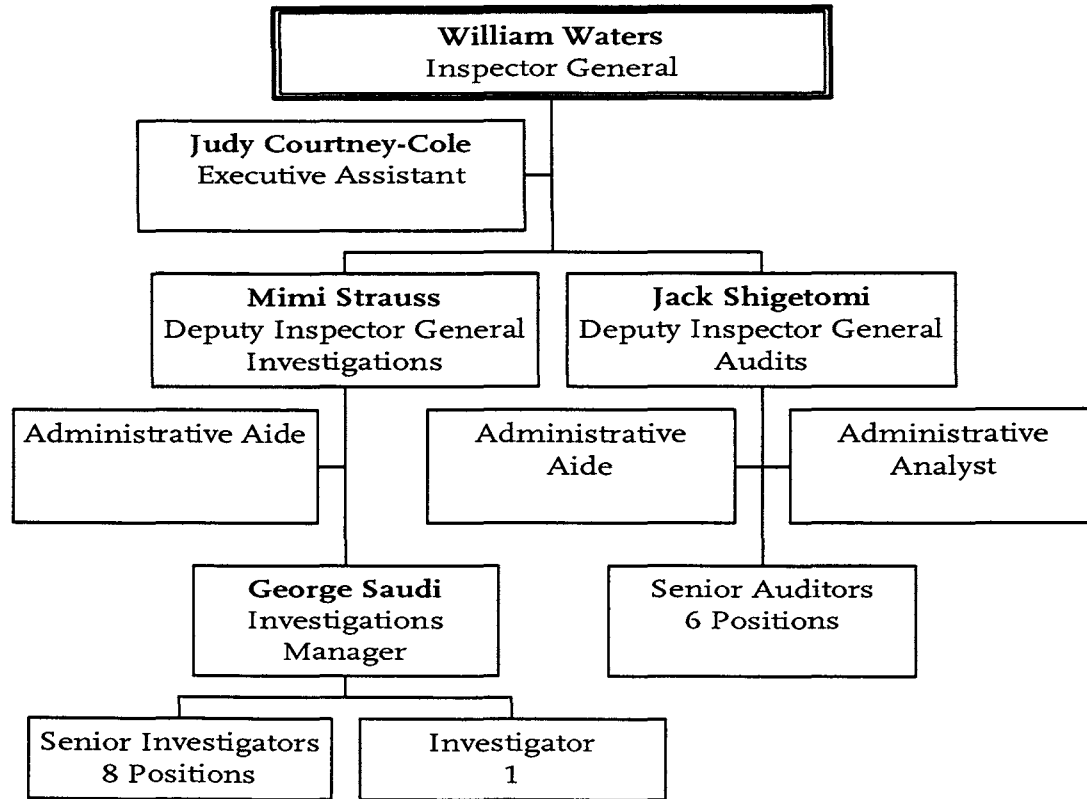 William Waters
Inspector General
Judy Courtney-Cole
Executive Assistant
Mimi Strauss
Deputy Inspector General
Investigations
Jack Shigetomi
Deputy Inspector General
Audits
Administrative Aide
Administrative
Aide
Administrative
Analyst
George Saudi
Investigations
Manager
Senior Auditors
6 Positions
Senior Investigators
8 Positions
Investigator
1